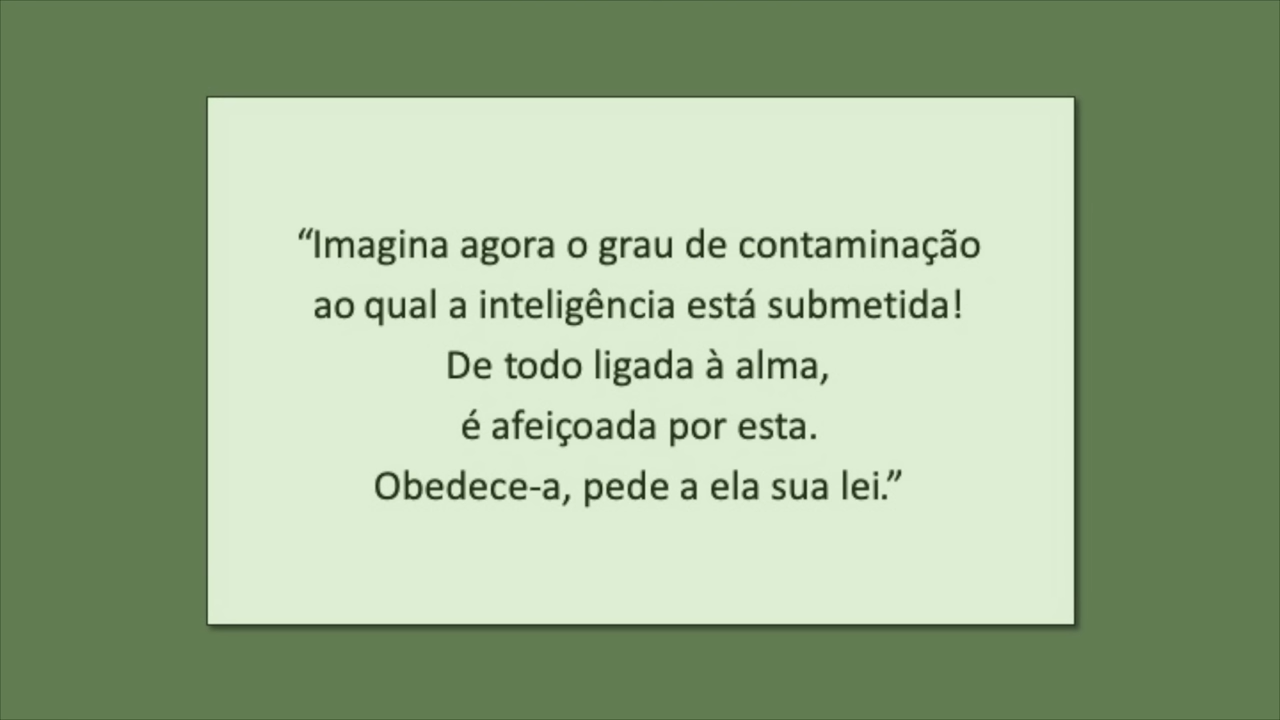 “Imagina agora o grau de contaminação
ao qual a inteligência está submetida!
De todo ligada à alma,
é afeiçoada por esta.
Obedece-a, pede a ela sua lei.”